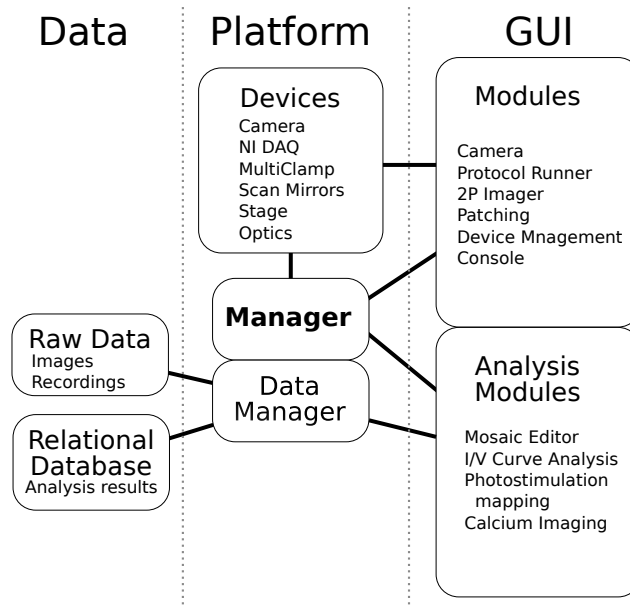 Data
Platform
GUI
Devices
Camera
NI DAQ
MultiClamp
Scan Mirrors
Stage
Optics
Modules
Camera
Protocol Runner
2P Imager
Patching
Device Mnagement
Console
Manager
Raw Data
Images
Recordings
Data
Manager
Relational
Database
Analysis results
Analysis
Modules
Mosaic Editor
I/V Curve Analysis
Photostimulation
mapping
Calcium Imaging